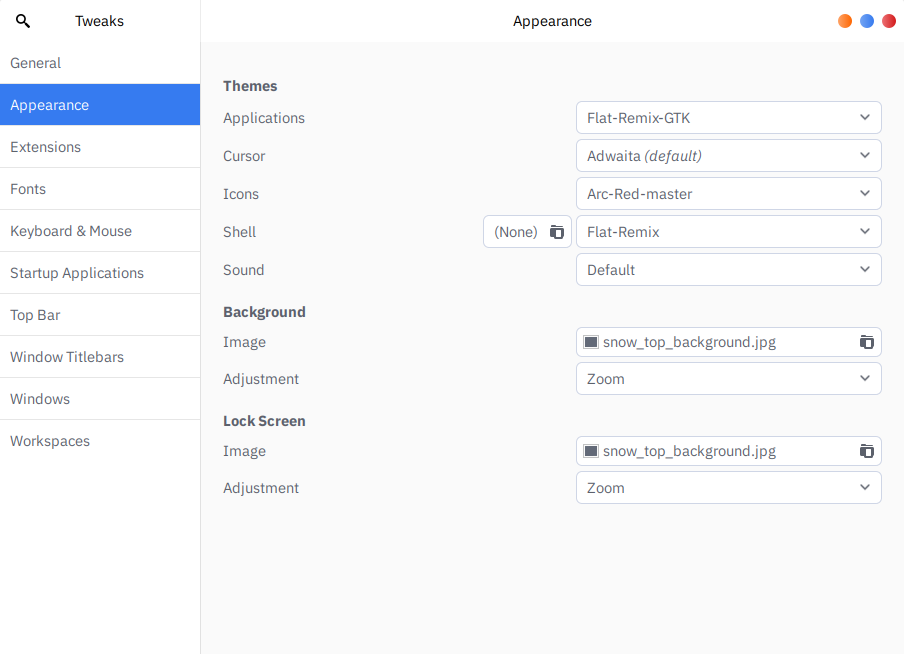 Tweaks
Appearance
General
Appearance
Extensions
Fonts
Keyboard & Mouse
Startup Applications
Top Bar
Window Titlebars
Windows
Workspaces
Themes
Applications Flat-Remix-GTK
Cursor Adwaita (default)
Icons Arc-Red-master
Shell (None) Flat-Remix
Sound Default
Background
Image snow_top_background.jpg
Adjustment Zoom
Lock Screen
Image snow_top_background.jpg
Adjustment Zoom